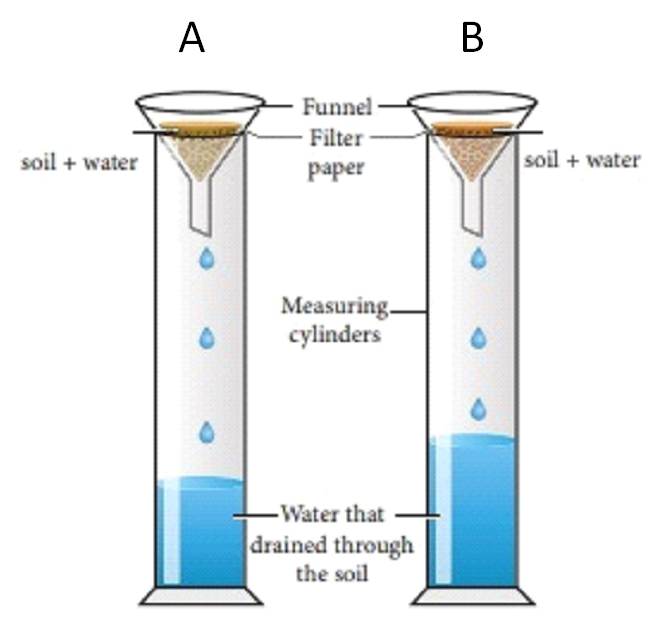 A
B
Funnel
Filter
paper
soil + water
soil + water
Measuring
cylinders
Water that
drained through
the soil